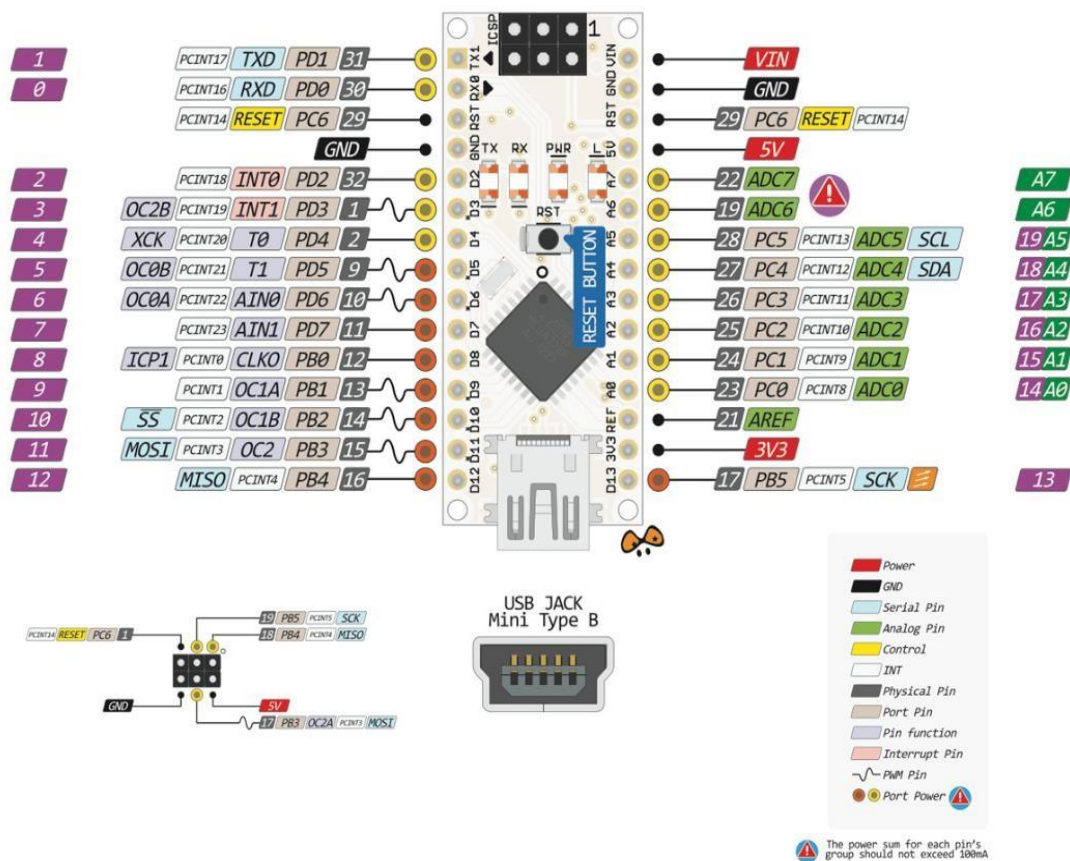 ICSP 1
1 PCINT17 TXD PD1 31 TX1 VIN VIN
0 PCINT16 RXD PD0 30 RX0 GND GND
PCINT14 RESET PC6 29 RST RST 29 PC6 RESET PCINT14
GND GND 5V 5V
TX RX PWR L
2 PCINT18 INT0 PD2 32 D2 A7 22 ADC7 A7
3 OC2B PCINT19 INT1 PD3 1 D3 A6 19 ADC6 A6
RST
4 XCK PCINT20 T0 PD4 2 D4 A5 28 PC5 PCINT13 ADC5 SCL 19 A5
5 OC0B PCINT21 T1 PD5 9 D5 A4 27 PC4 PCINT12 ADC4 SDA 18 A4
RESET BUTTON
6 OC0A PCINT22 AIN0 PD6 10 D6 A3 26 PC3 PCINT11 ADC3 17 A3
7 PCINT23 AIN1 PD7 11 D7 A2 25 PC2 PCINT10 ADC2 16 A2
8 ICP1 PCINT0 CLKO PB0 12 D8 A1 24 PC1 PCINT9 ADC1 15 A1
9 PCINT1 OC1A PB1 13 D9 A0 23 PC0 PCINT8 ADC0 14 A0
10 SS PCINT2 OC1B PB2 14 D10 REF 21 AREF
11 MOSI PCINT3 OC2 PB3 15 D11 3V3 3V3
12 MISO PCINT4 PB4 16 D12 D13 17 PB5 PCINT5 SCK 13
19 PB5 PCINT5 SCK
PCINT14 RESET PC6 1
18 PB4 PCINT4 MISO
GND
5V
17 PB3 OC2A PCINT3 MOSI
USB JACK
Mini Type B
Power
GND
Serial Pin
Analog Pin
Control
INT
Physical Pin
Port Pin
Pin function
Interrupt Pin
PWM Pin
Port Power
The power sum for each pin's
group should not exceed 100mA